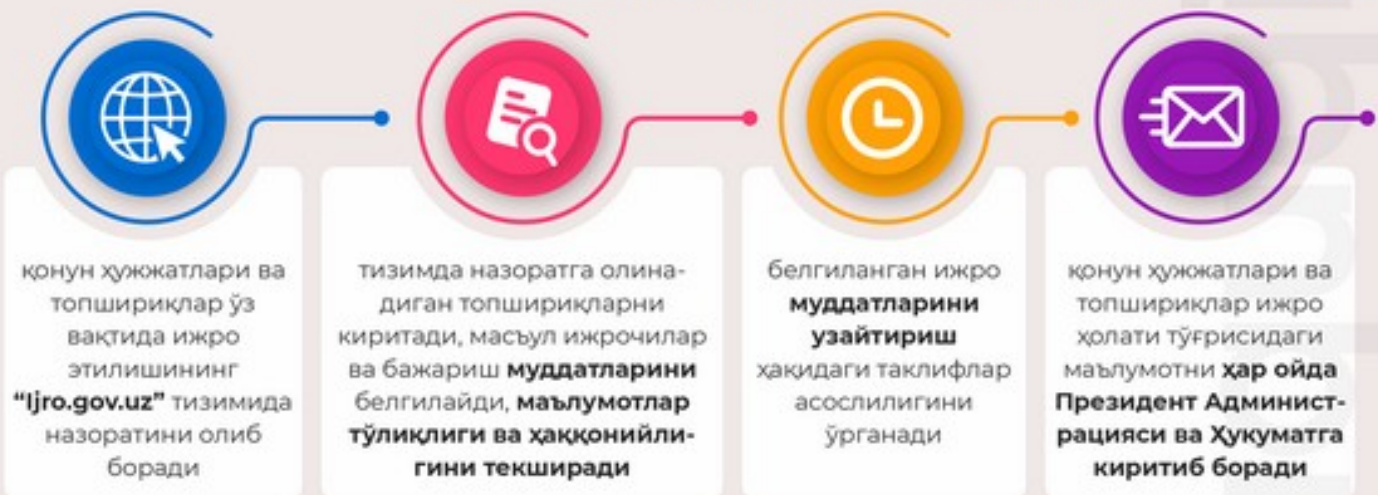 қонун ҳужжатлари ва
топшириқлар ўз
вақтида ижро
этилишининг
“Ijro.gov.uz” тизимида
назоратини олиб
боради
тизимда назоратга олина-
диган топшириқларни
киритади, масъул ижрочилар
ва бажариш муддатларини
белгилайди, маълумотлар
тўлиқлиги ва ҳаққонийли-
гини текширади
белгиланган ижро
муддатларини
узайтириш
ҳақидаги таклифлар
асослилигини
ўрганади
қонун ҳужжатлари ва
топшириқлар ижро
ҳолати тўғрисидаги
маълумотни ҳар ойда
Президент Админист-
рацияси ва Ҳукуматга
киритиб боради